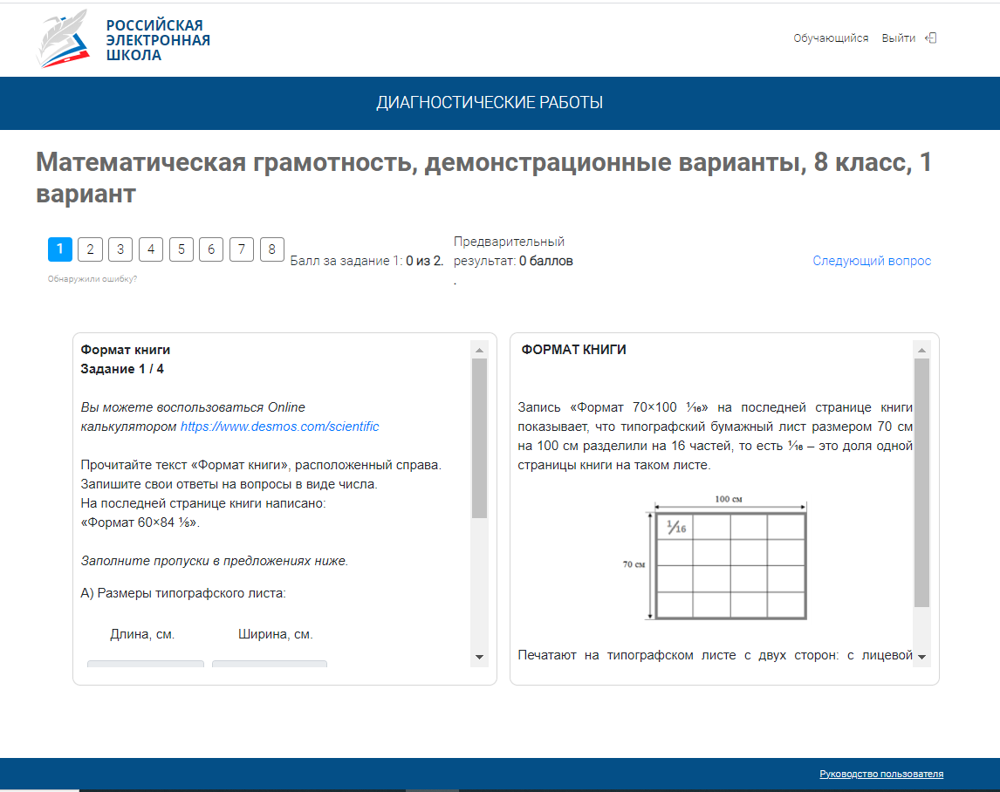 РОССИЙСКАЯ
ЭЛЕКТРОННАЯ
ШКОЛА
Обучающийся Выйти
ДИАГНОСТИЧЕСКИЕ РАБОТЫ
Математическая грамотность, демонстрационные варианты, 8 класс, 1
вариант
1 2 3 4 5 6 7 8
Обнаружили ошибку?
Балл за задание 1: 0 из 2.
Предварительный
результат: 0 баллов
.
Следующий вопрос
Формат книги
Задание 1 / 4
Вы можете воспользоваться Online
калькулятором https://www.desmos.com/scientific
Прочитайте текст «Формат книги», расположенный справа.
Запишите свои ответы на вопросы в виде числа.
На последней странице книги написано:
«Формат 60×84 ⅛».
Заполните пропуски в предложениях ниже.
А) Размеры типографского листа:
Длина, см. Ширина, см.
ФОРМАТ КНИГИ
Запись «Формат 70×100 ¹⁄₁₆» на последней странице книги
показывает, что типографский бумажный лист размером 70 см
на 100 см разделили на 16 частей, то есть ¹⁄₁₆ – это доля одной
страницы книги на таком листе.
100 см
1/16
70 см
Печатают на типографском листе с двух сторон: с лицевой
Руководство пользователя